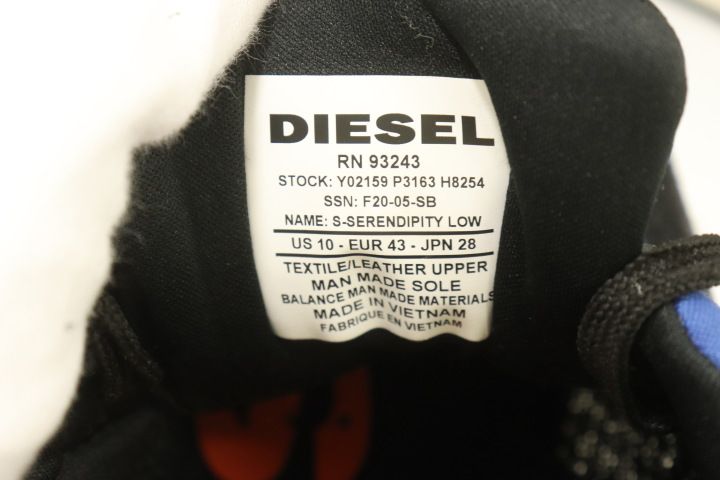 DIESEL
RN 93243
STOCK: Y02159 P3163 H8254
SSN: F20-05-SB
NAME: S-SERENDIPITY LOW
US 10 - EUR 43 - JPN 28
TEXTILE/LEATHER UPPER
MAN MADE SOLE
BALANCE MAN MADE MATERIALS
MADE IN VIETNAM
FABRIQUE EN VIETNAM